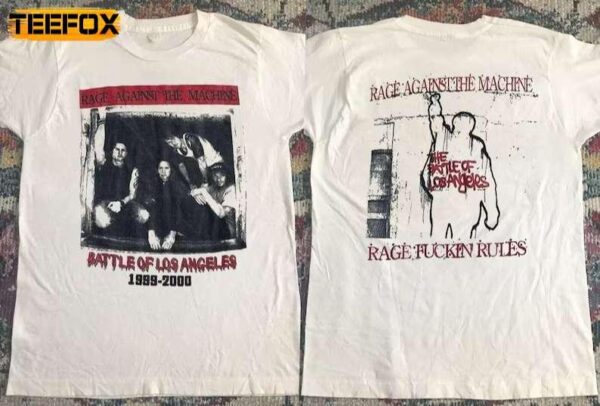 TEEFOX
RAGE AGAINST THE MACHINE
BATTLE OF LOS ANGELES
1999-2000
RAGE AGAINST THE MACHINE
THE
BATTLE OF
LOS ANGELES
RAGE FUCKIN RULES